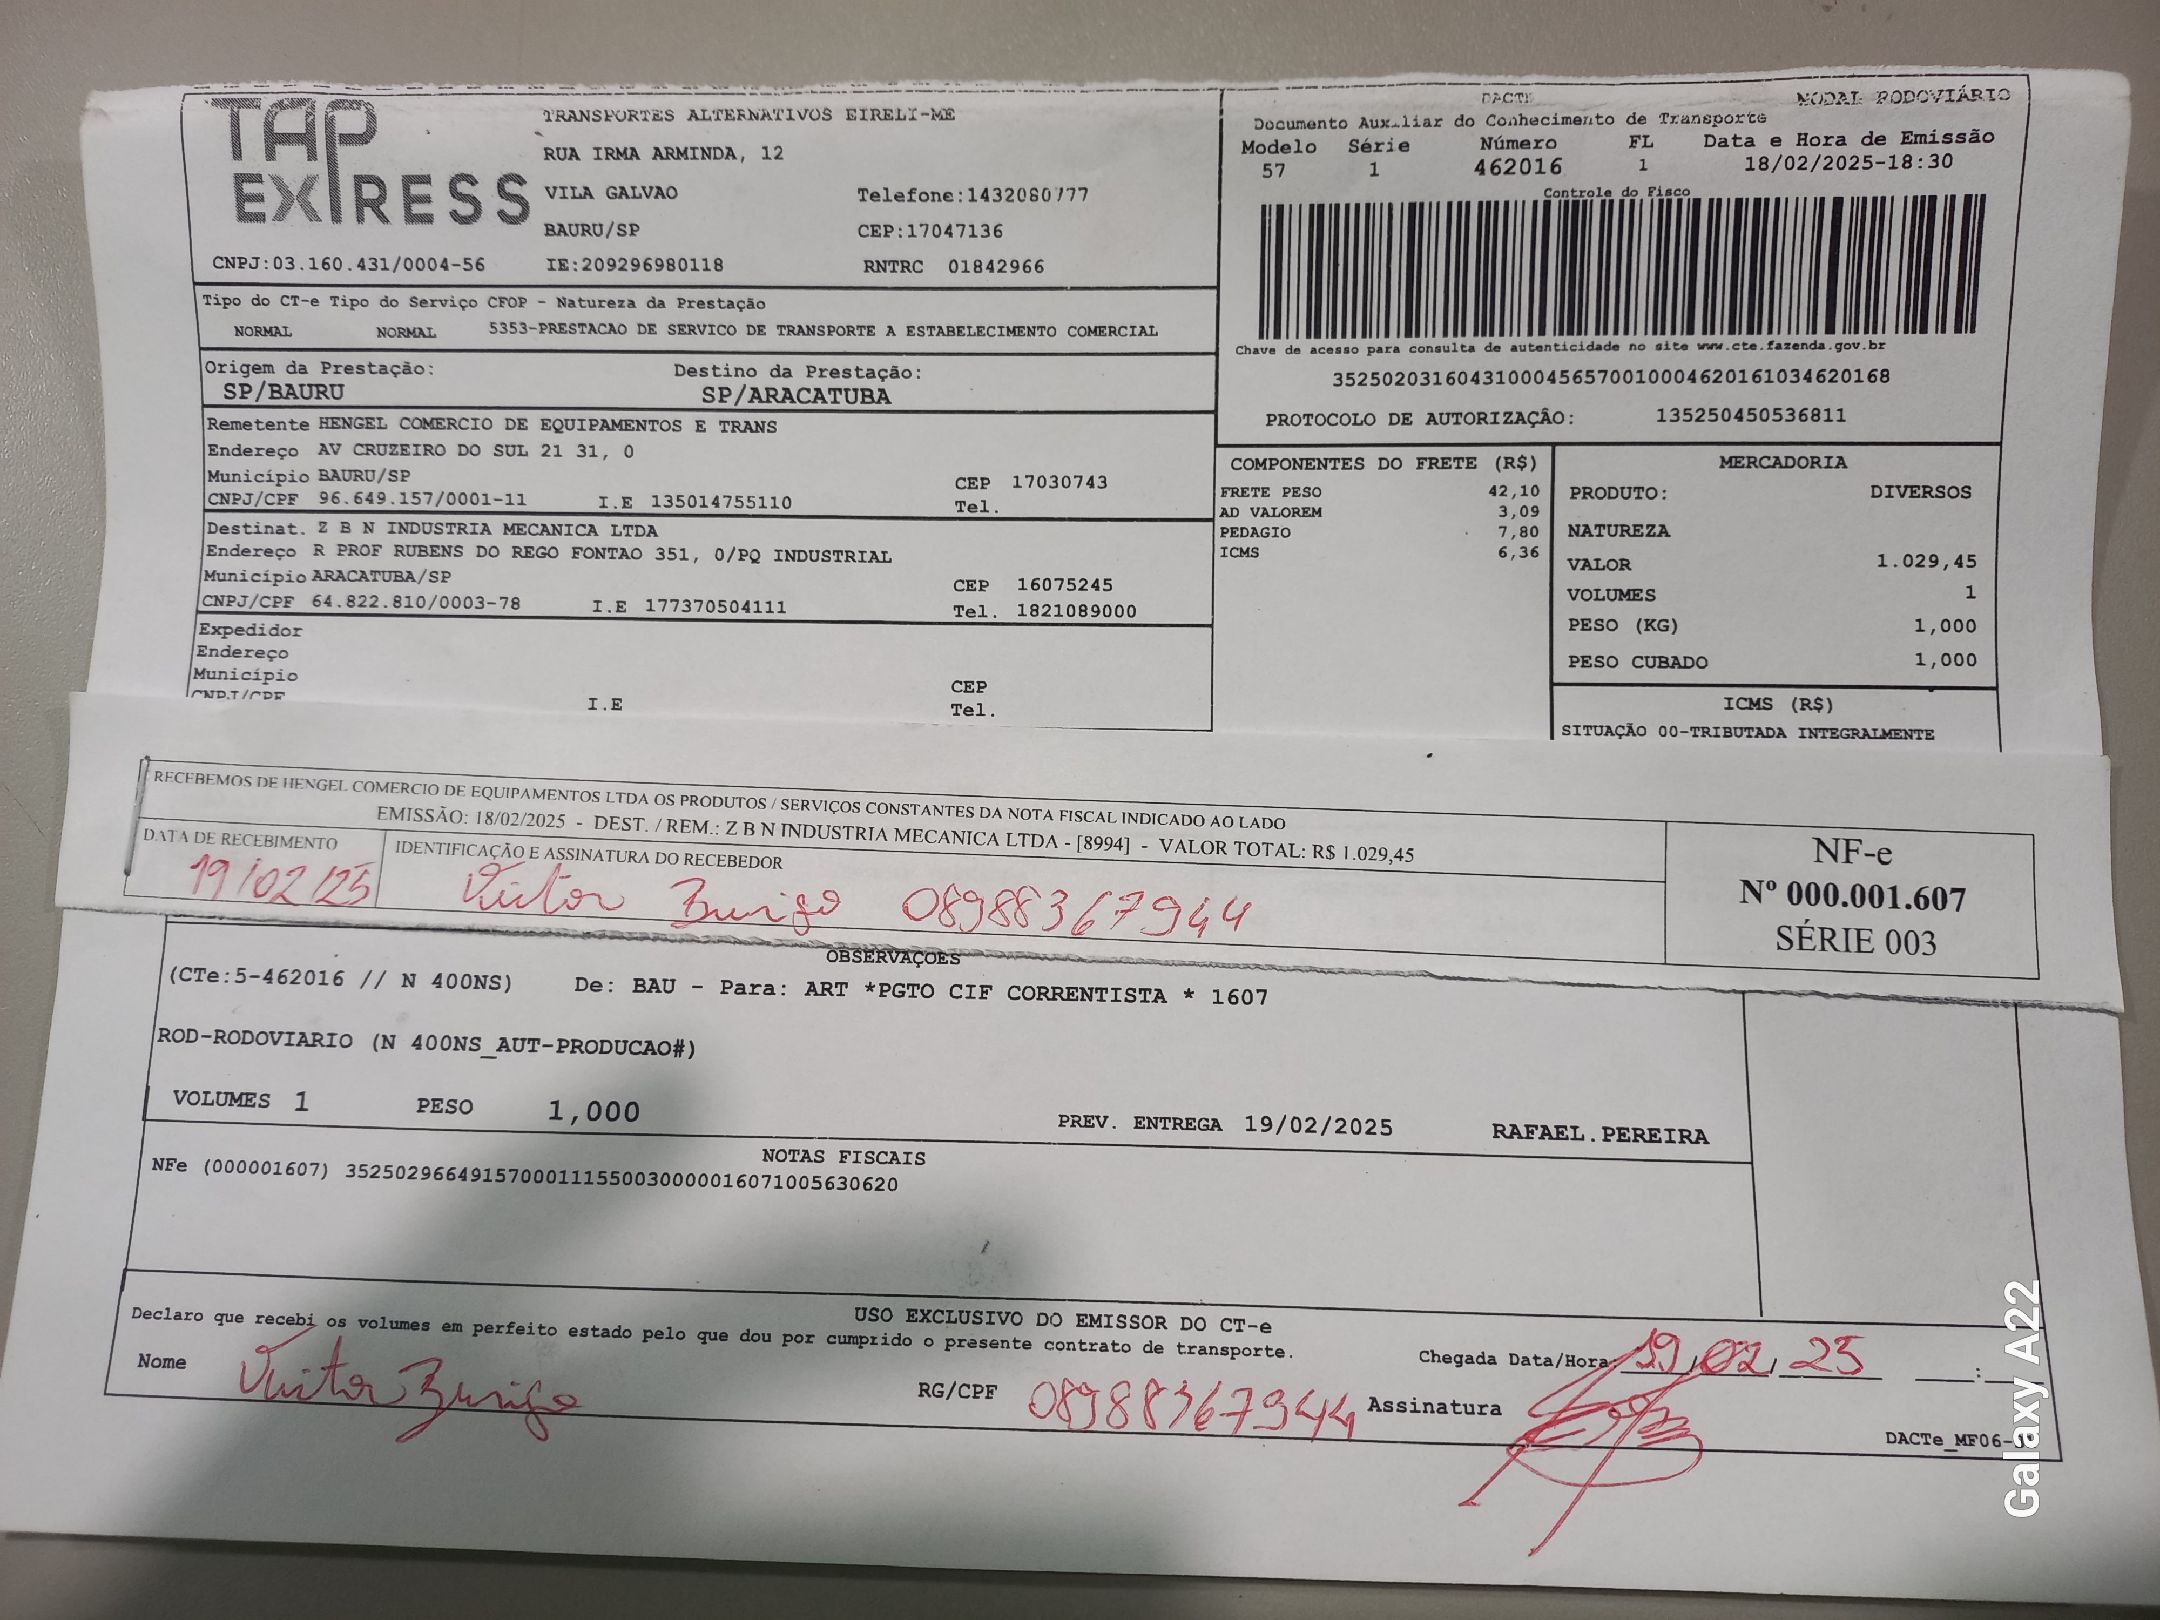 TAP
EXPRESS
TRANSPORTES ALTERNATIVOS EIRELI-ME
RUA IRMA ARMINDA, 12
VILA GALVAO Telefone:1432080777
BAURU/SP CEP:17047136
CNPJ:03.160.431/0004-56 IE:209296980118 RNTRC 01842966
DACTE MODAL RODOVIÁRIO
Documento Auxiliar do Conhecimento de Transporte
Modelo Série Número FL Data e Hora de Emissão
57 1 462016 1 18/02/2025-18:30
Controle do Fisco
Chave de acesso para consulta de autenticidade no site www.cte.fazenda.gov.br
35250203160431000456570010004620161034620168
PROTOCOLO DE AUTORIZAÇÃO: 135250450536811
Tipo do CT-e Tipo do Serviço CFOP - Natureza da Prestação
NORMAL NORMAL 5353-PRESTACAO DE SERVICO DE TRANSPORTE A ESTABELECIMENTO COMERCIAL
Origem da Prestação: Destino da Prestação:
SP/BAURU SP/ARACATUBA
Remetente HENGEL COMERCIO DE EQUIPAMENTOS E TRANS
Endereço AV CRUZEIRO DO SUL 21 31, 0
Município BAURU/SP CEP 17030743
CNPJ/CPF 96.649.157/0001-11 I.E 135014755110 Tel.
Destinat. Z B N INDUSTRIA MECANICA LTDA
Endereço R PROF RUBENS DO REGO FONTAO 351, 0/PQ INDUSTRIAL
Município ARACATUBA/SP CEP 16075245
CNPJ/CPF 64.822.810/0003-78 I.E 177370504111 Tel. 1821089000
Expedidor
Endereço
Município CEP
CNPJ/CPF I.E Tel.
COMPONENTES DO FRETE (R$)
FRETE PESO 42,10
AD VALOREM 3,09
PEDAGIO 7,80
ICMS 6,36
MERCADORIA
PRODUTO: DIVERSOS
NATUREZA
VALOR 1.029,45
VOLUMES 1
PESO (KG) 1,000
PESO CUBADO 1,000
ICMS (R$)
SITUAÇÃO 00-TRIBUTADA INTEGRALMENTE
RECEBEMOS DE HENGEL COMERCIO DE EQUIPAMENTOS LTDA OS PRODUTOS / SERVIÇOS CONSTANTES DA NOTA FISCAL INDICADO AO LADO
EMISSÃO: 18/02/2025 - DEST. / REM.: Z B N INDUSTRIA MECANICA LTDA - [8994] - VALOR TOTAL: R$ 1.029,45
DATA DE RECEBIMENTO IDENTIFICAÇÃO E ASSINATURA DO RECEBEDOR
19/02/25 Victor Burigo 08988367944
NF-e
Nº 000.001.607
SÉRIE 003
OBSERVAÇOES
(CTe:5-462016 // N 400NS) De: BAU - Para: ART *PGTO CIF CORRENTISTA * 1607
ROD-RODOVIARIO (N 400NS_AUT-PRODUCAO#)
VOLUMES 1 PESO 1,000 PREV. ENTREGA 19/02/2025 RAFAEL.PEREIRA
NOTAS FISCAIS
NFe (000001607) 35250296649157000111550030000016071005630620
USO EXCLUSIVO DO EMISSOR DO CT-e
Declaro que recebi os volumes em perfeito estado pelo que dou por cumprido o presente contrato de transporte.
Nome Victor Burigo RG/CPF 08988367944 Chegada Data/Hora 19/02/25 :
Assinatura
DACTe_MF06-
Galaxy A22